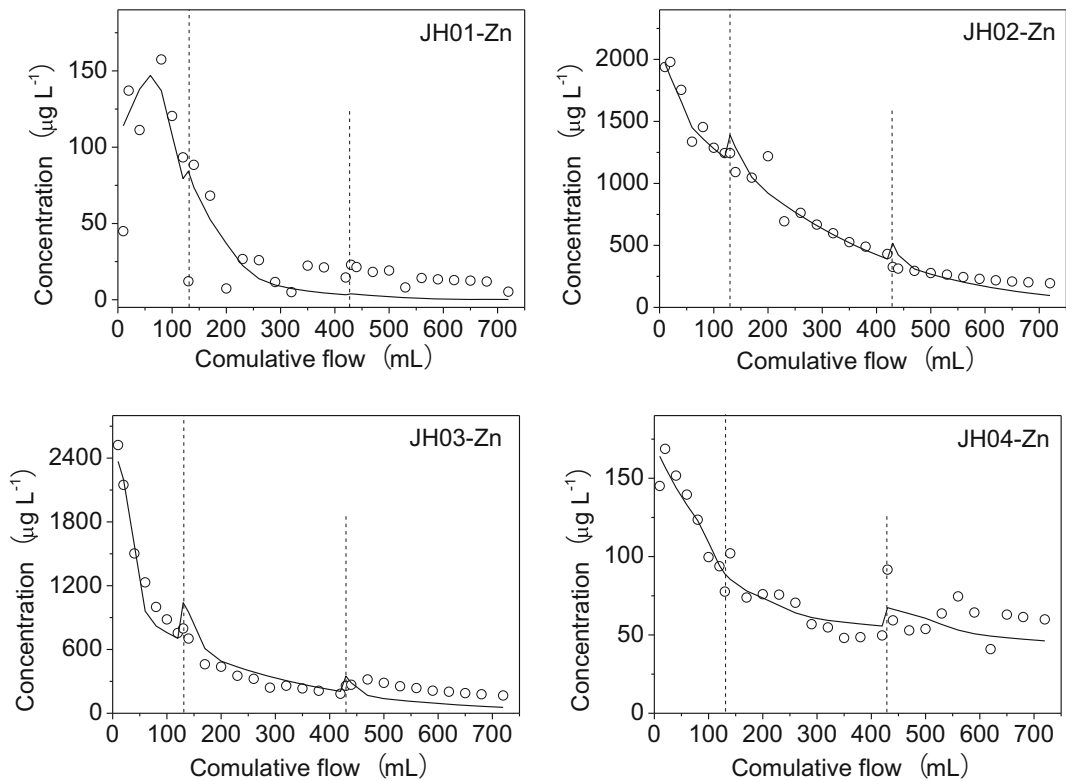 JH01-Zn
Concentration (μg L⁻¹)
150
100
50
0
0 100 200 300 400 500 600 700
Comulative flow (mL)
JH02-Zn
Concentration (μg L⁻¹)
2000
1500
1000
500
0
0 100 200 300 400 500 600 700
Comulative flow (mL)
JH03-Zn
Concentration (μg L⁻¹)
2400
1800
1200
600
0
0 100 200 300 400 500 600 700
Comulative flow (mL)
JH04-Zn
Concentration (μg L⁻¹)
150
100
50
0
0 100 200 300 400 500 600 700
Comulative flow (mL)